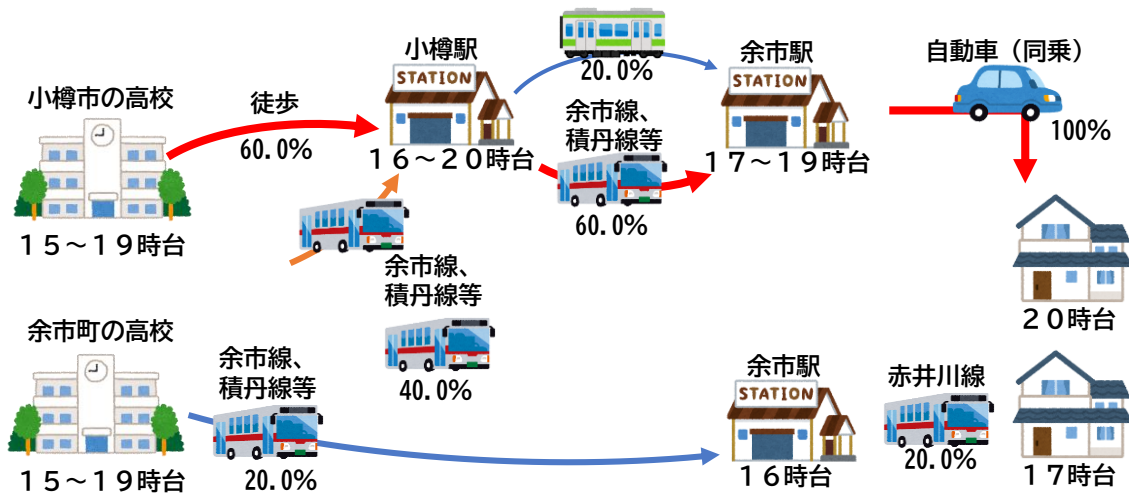 小樽市の高校
１５～１９時台
徒歩
60.0%
小樽駅
STATION
１６～２０時台
20.0%
余市線、
積丹線等
60.0%
余市駅
STATION
１７～１９時台
自動車（同乗）
100%
２０時台
余市線、
積丹線等
40.0%
余市町の高校
１５～１９時台
余市線、
積丹線等
20.0%
余市駅
STATION
１６時台
赤井川線
20.0%
１７時台